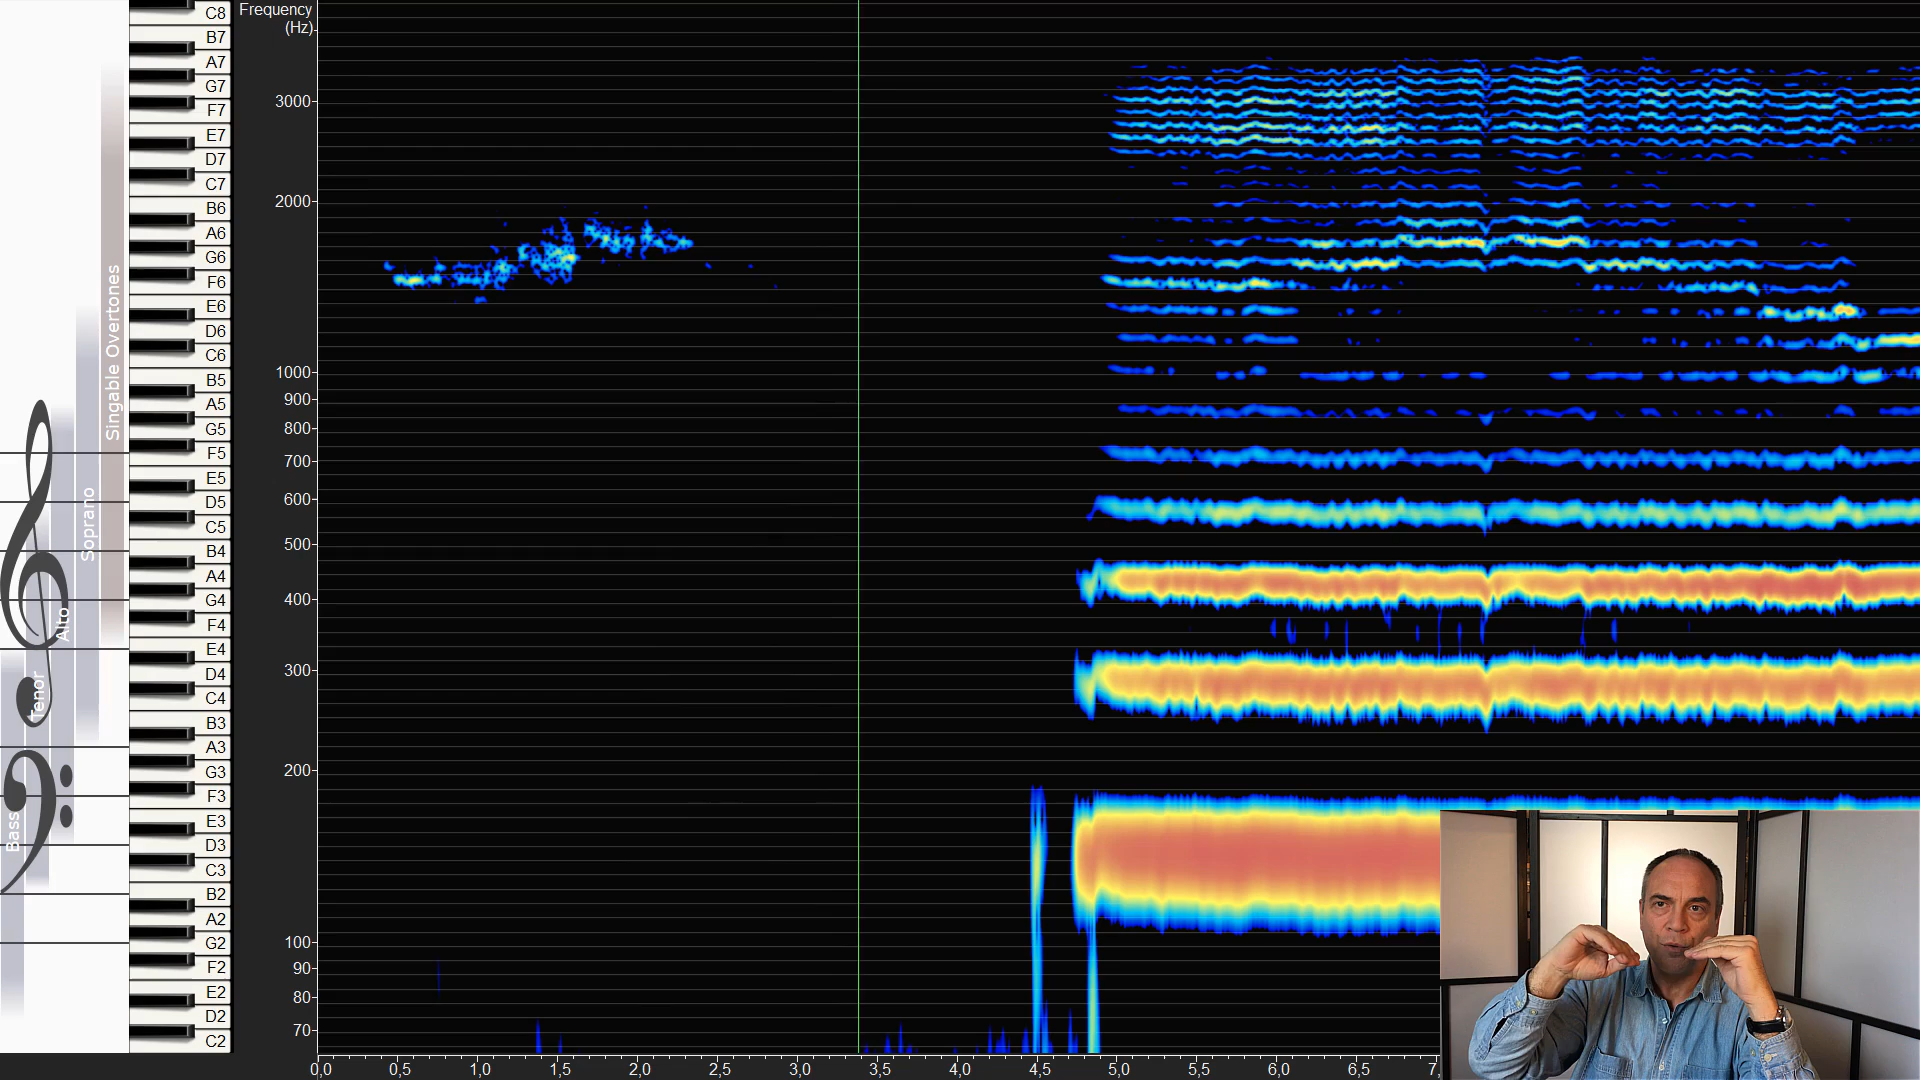 Frequency
(Hz)
3000
2000
1000
900
800
700
600
500
400
300
200
100
90
80
70
C8
B7
A7
G7
F7
E7
D7
C7
B6
A6
G6
F6
E6
D6
C6
B5
A5
G5
F5
E5
D5
C5
B4
A4
G4
F4
E4
D4
C4
B3
A3
G3
F3
E3
D3
C3
B2
A2
G2
F2
E2
D2
C2
Bass
Tenor
Alto
Soprano
Singable Overtones
0,0 0,5 1,0 1,5 2,0 2,5 3,0 3,5 4,0 4,5 5,0 5,5 6,0 6,5 7,